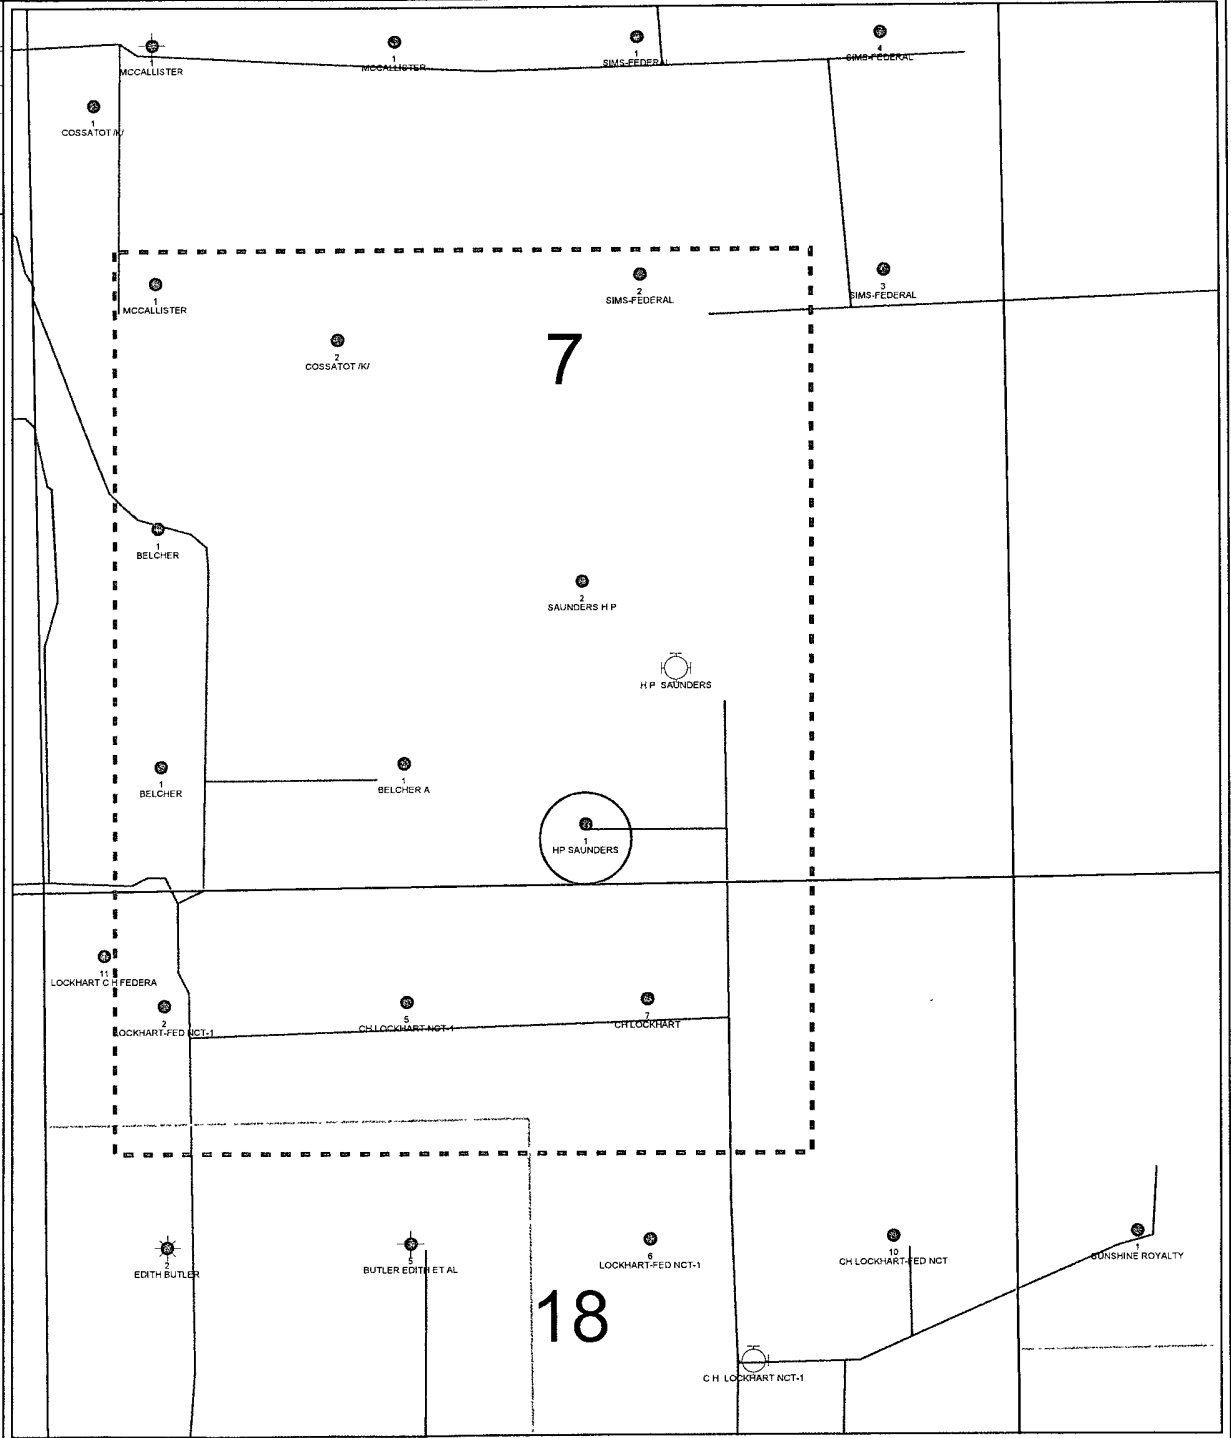 1
MCCALLISTER
1
MCCALLISTER
1
SIMS-FEDERAL
4
SIMS-FEDERAL
1
COSSATOT /K/
1
MCCALLISTER
2
SIMS-FEDERAL
3
SIMS-FEDERAL
2
COSSATOT /K/
7
1
BELCHER
2
SAUNDERS H P
H P SAUNDERS
1
BELCHER
1
BELCHER A
1
HP SAUNDERS
11
LOCKHART C H FEDERA
2
LOCKHART-FED NCT-1
5
CH LOCKHART NCT-1
7
CH LOCKHART
2
EDITH BUTLER
5
BUTLER EDITH ET AL
6
LOCKHART-FED NCT-1
10
CH LOCKHART-FED NCT
1
SUNSHINE ROYALTY
18
C H LOCKHART NCT-1